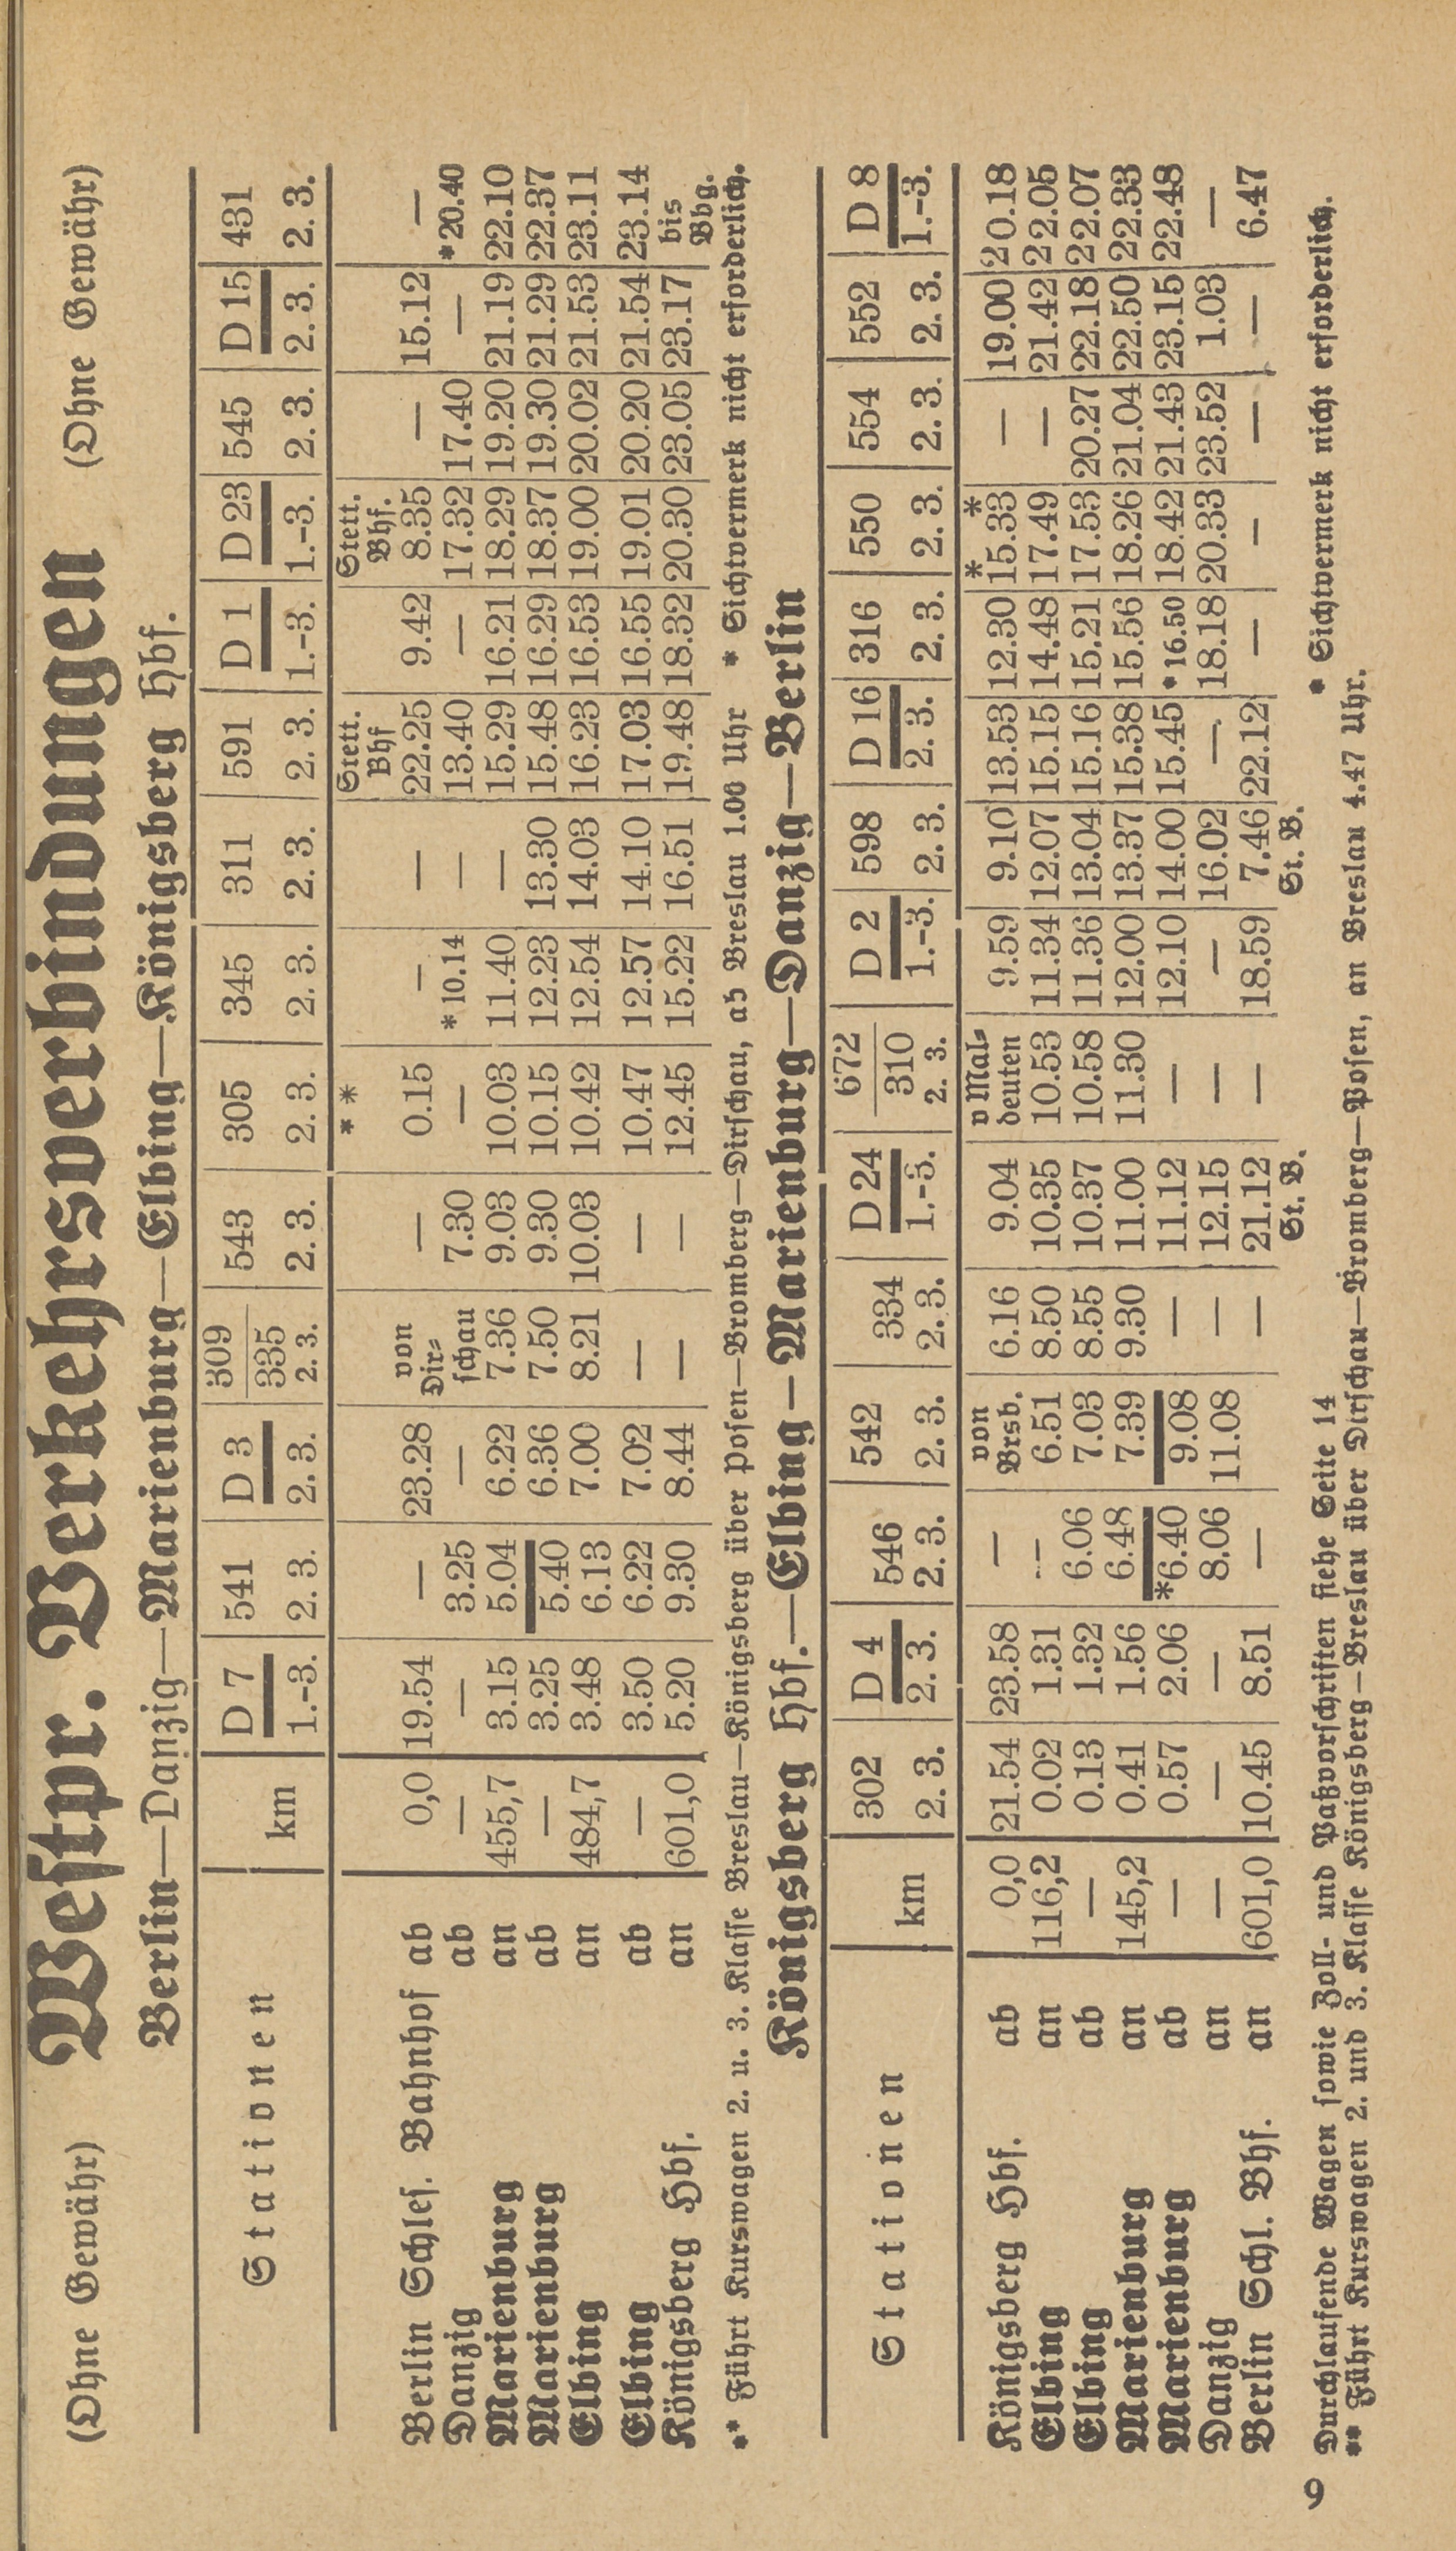 (Ohne Gewähr) Westpr. Verkehrsverbindungen (Ohne Gewähr)
Berlin—Danzig—Marienburg—Elbing—Königsberg Hbf.
Stationen km D 7 541 D 3 309 543 305 345 311 591 D 1 D 23 545 D 15 431
335
1.-3. 2. 3. 2. 3. 2. 3. 2. 3. 2. 3. 2. 3. 2. 3. 2. 3. 1.-3. 1.-3. 2. 3. 2. 3. 2. 3.
von Dir= schau * * Stett. Bhf Stett. Bhf.
Berlin Schles. Bahnhof ab 0,0 19.54 — 23.28 — 0.15 — — 22.25 9.42 8.35 — 15.12 —
Danzig ab — — 3.25 — 7.30 — * 10.14 — 13.40 — 17.32 17.40 — * 20.40
Marienburg an 455,7 3.15 5.04 6.22 7.36 9.03 10.03 11.40 — 15.29 16.21 18.29 19.20 21.19 22.10
Marienburg ab — 3.25 5.40 6.36 7.50 9.30 10.15 12.23 13.30 15.48 16.29 18.37 19.30 21.29 22.37
Elbing an 484,7 3.48 6.13 7.00 8.21 10.03 10.42 12.54 14.03 16.23 16.53 19.00 20.02 21.53 23.11
Elbing ab — 3.50 6.22 7.02 — — 10.47 12.57 14.10 17.03 16.55 19.01 20.20 21.54 23.14
Königsberg Hbf. an 601,0 5.20 9.30 8.44 — — 12.45 15.22 16.51 19.48 18.32 20.30 23.05 23.17 bis Bbg.
** Führt Kurswagen 2. u. 3. Klasse Breslau—Königsberg über Posen—Bromberg—Dirschau, ab Breslau 1.06 Uhr * Sichtvermerk nicht erforderlich.
Königsberg Hbf.—Elbing—Marienburg—Danzig—Berlin
Stationen km 302 D 4 546 542 334 D 24 672 D 2 598 D 16 316 550 554 552 D 8
310
2. 3. 2. 3. 2. 3. 2. 3. 2. 3. 1.-3. 2. 3. 1.-3. 2. 3. 2. 3. 2. 3. 2. 3. 2. 3. 2. 3. 1.-3.
Königsberg Hbf. ab 0,0 21.54 23.58 — von Brsb. 6.16 9.04 v Mal= deuten 9.59 9.10 13.53 12.30 * 15.33 * — 19.00 20.18
Elbing an 116,2 0.02 1.31 — 6.51 8.50 10.35 10.53 11.34 12.07 15.15 14.48 17.49 — 21.42 22.05
Elbing ab — 0.13 1.32 6.06 7.03 8.55 10.37 10.58 11.36 13.04 15.16 15.21 17.53 20.27 22.18 22.07
Marienburg an 145,2 0.41 1.56 6.48 7.39 9.30 11.00 11.30 12.00 13.37 15.38 15.56 18.26 21.04 22.50 22.33
Marienburg ab — 0.57 2.06 *6.40 9.08 — 11.12 — 12.10 14.00 15.45 * 16.50 18.42 21.43 23.15 22.48
Danzig an — — — 8.06 11.08 — 12.15 — — 16.02 — 18.18 20.33 23.52 1.03 —
Berlin Schl. Bhf. an 601,0 10.45 8.51 — — 21.12 — 18.59 7.46 22.12 — — — — 6.47
St. B. St. B.
Durchlaufende Wagen sowie Zoll- und Paßvorschriften siehe Seite 14 * Sichtvermerk nicht erforderlich.
** Führt Kurswagen 2. und 3. Klasse Königsberg—Breslau über Dirschau—Bromberg—Posen, an Breslau 4.47 Uhr.
9